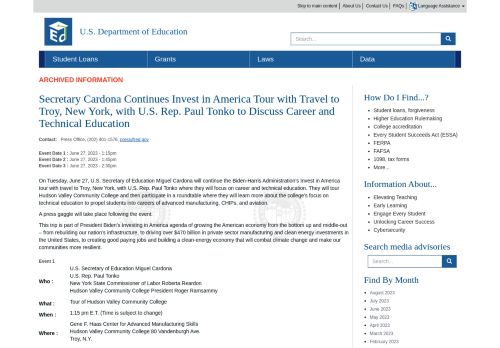 Skip to main content | About Us | Contact Us | FAQs | Language Assistance
U.S. Department of Education
Search...
Student Loans Grants Laws Data
ARCHIVED INFORMATION
Secretary Cardona Continues Invest in America Tour with Travel to
Troy, New York, with U.S. Rep. Paul Tonko to Discuss Career and
Technical Education
Contact: Press Office, (202) 401-1576, press@ed.gov
Event Date 1 : June 27, 2023 - 1:15pm
Event Date 2 : June 27, 2023 - 1:45pm
Event Date 3 : June 27, 2023 - 2:30pm
On Tuesday, June 27, U.S. Secretary of Education Miguel Cardona will continue the Biden-Harris Administration's Invest in America
tour with travel to Troy, New York, with U.S. Rep. Paul Tonko where they will focus on career and technical education. They will tour
Hudson Valley Community College and then participate in a roundtable where they will learn more about the college's focus on
technical education to propel students into careers of advanced manufacturing, CHIPs, and aviation.
A press gaggle will take place following the event.
This trip is part of President Biden's Investing in America agenda of growing the American economy from the bottom up and middle-out
– from rebuilding our nation's infrastructure, to driving over $470 billion in private sector manufacturing and clean energy investments in
the United States, to creating good paying jobs and building a clean-energy economy that will combat climate change and make our
communities more resilient.
Event 1
Who :
U.S. Secretary of Education Miguel Cardona
U.S. Rep. Paul Tonko
New York State Commissioner of Labor Roberta Reardon
Hudson Valley Community College President Roger Ramsammy
What : Tour of Hudson Valley Community College
When : 1:15 p.m E.T. (Time is subject to change)
Where :
Gene F. Haas Center for Advanced Manufacturing Skills
Hudson Valley Community College 80 Vandenburgh Ave.
Troy, N.Y.
How Do I Find...?
Student loans, forgiveness
Higher Education Rulemaking
College accreditation
Every Student Succeeds Act (ESSA)
FERPA
FAFSA
1098, tax forms
More...
Information About...
Elevating Teaching
Early Learning
Engage Every Student
Unlocking Career Success
Cybersecurity
Search media advisories
Search...
Find By Month
August 2023
July 2023
June 2023
May 2023
April 2023
March 2023
February 2023